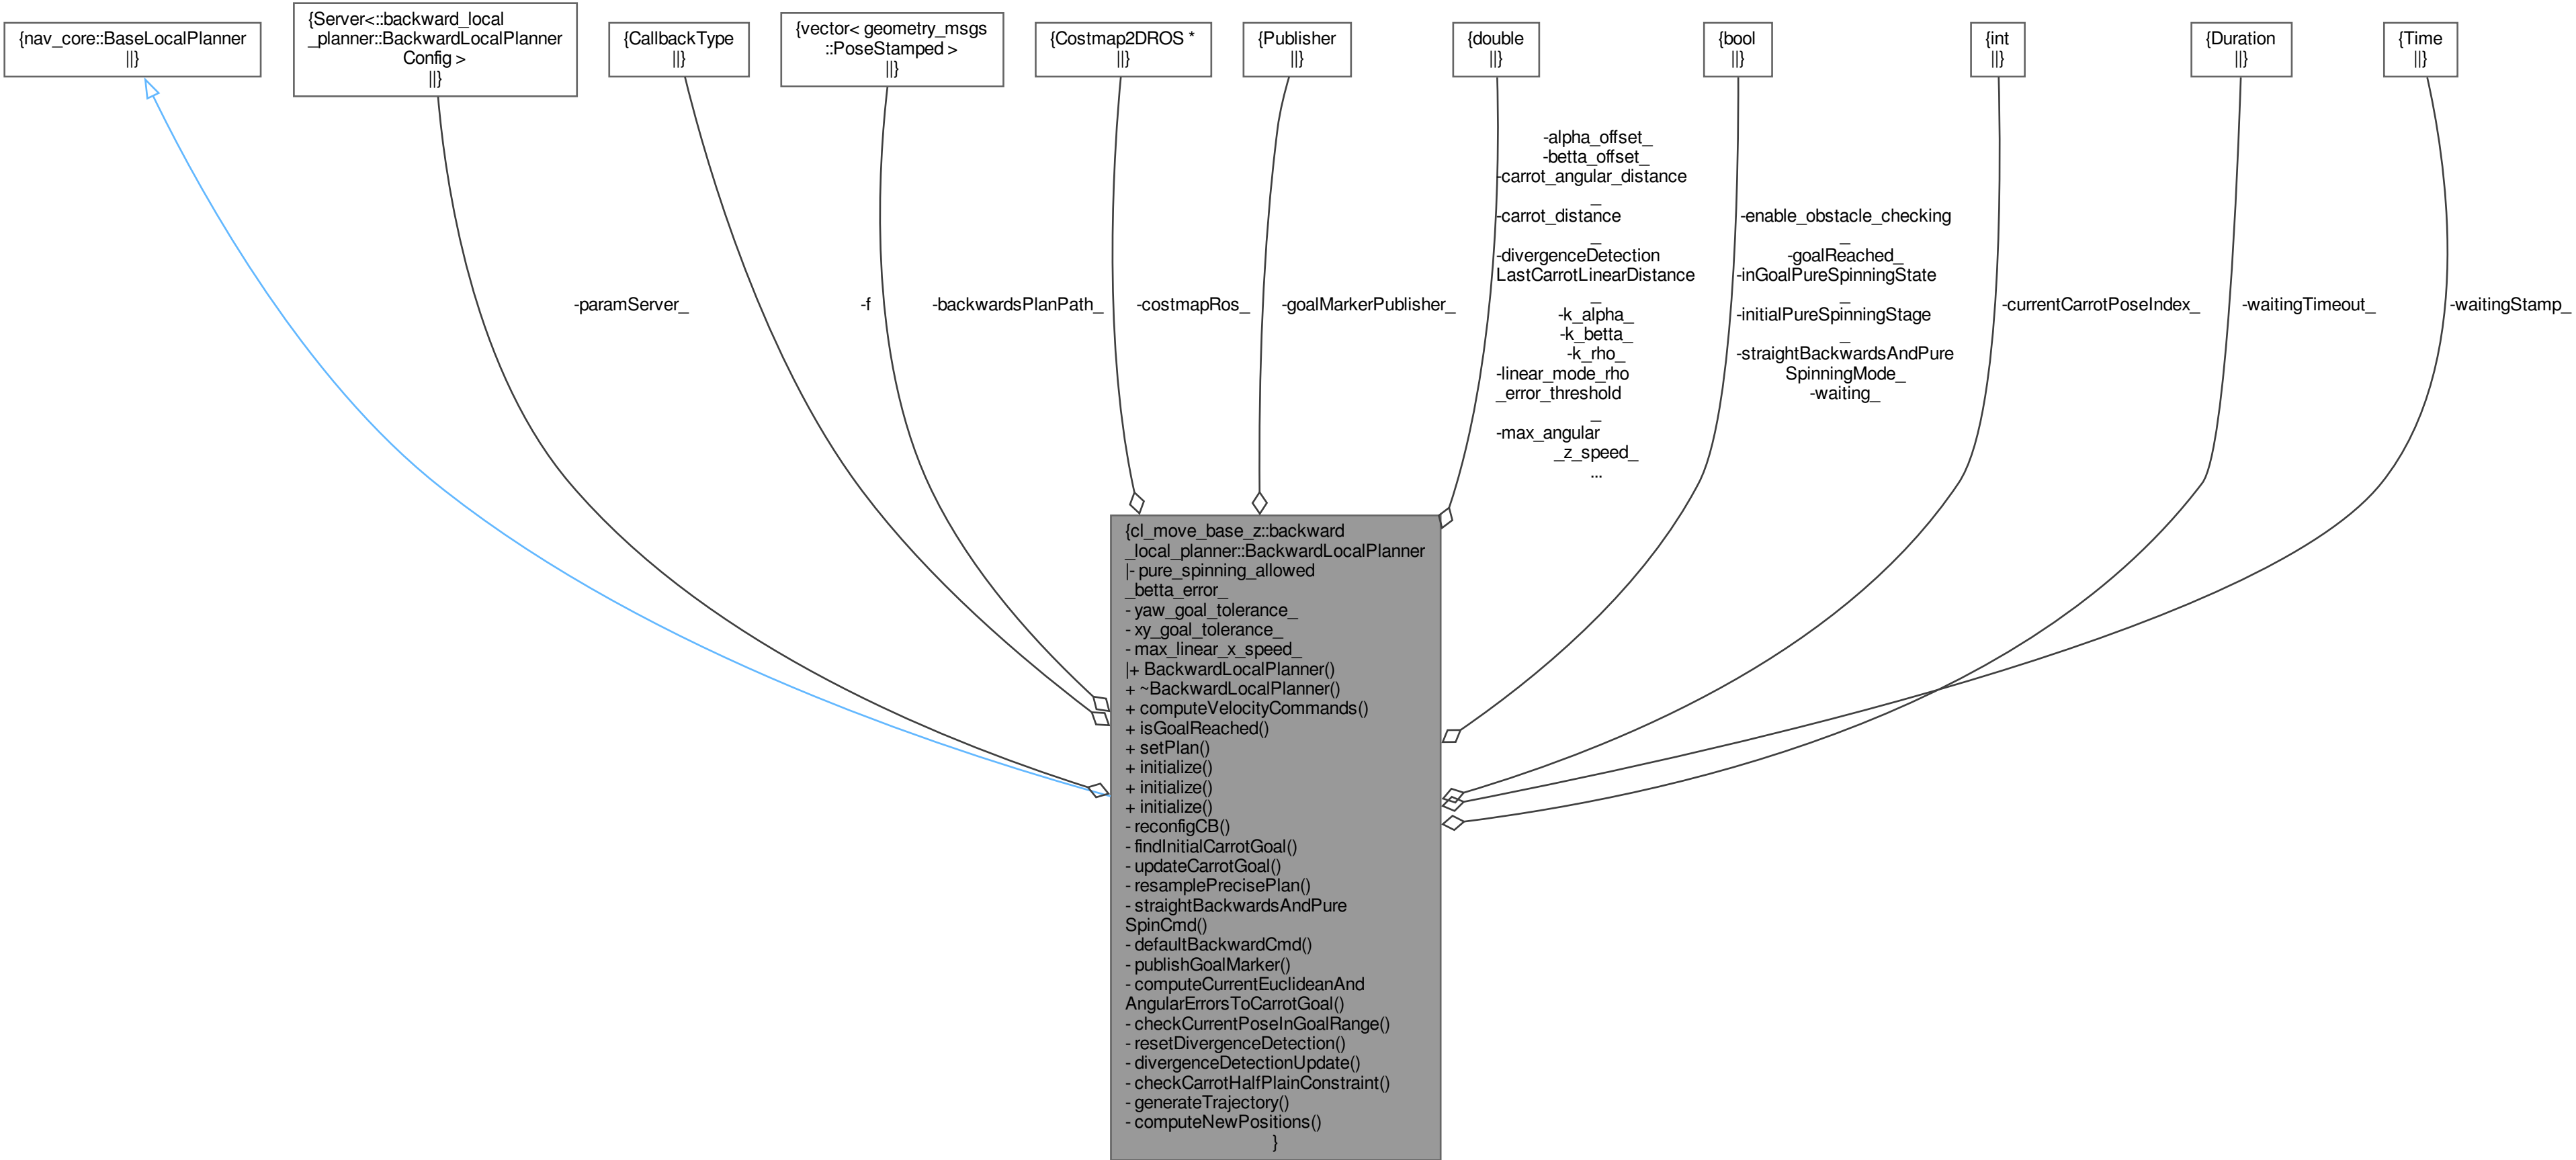 {nav_core::BaseLocalPlanner
||}
{Server<::backward_local
_planner::BackwardLocalPlanner
Config >
||}
{CallbackType
||}
{vector< geometry_msgs
::PoseStamped >
||}
{Costmap2DROS *
||}
{Publisher
||}
{double
||}
{bool
||}
{int
||}
{Duration
||}
{Time
||}
-paramServer_
-f
-backwardsPlanPath_
-costmapRos_
-goalMarkerPublisher_
-alpha_offset_
-betta_offset_
-carrot_angular_distance
_
-carrot_distance
_
-divergenceDetection
LastCarrotLinearDistance
_
-k_alpha_
-k_betta_
-k_rho_
-linear_mode_rho
_error_threshold
_
-max_angular
_z_speed_
...
-enable_obstacle_checking
_
-goalReached_
-inGoalPureSpinningState
_
-initialPureSpinningStage
_
-straightBackwardsAndPure
SpinningMode_
-waiting_
-currentCarrotPoseIndex_
-waitingTimeout_
-waitingStamp_
{cl_move_base_z::backward
_local_planner::BackwardLocalPlanner
|- pure_spinning_allowed
_betta_error_
- yaw_goal_tolerance_
- xy_goal_tolerance_
- max_linear_x_speed_
|+ BackwardLocalPlanner()
+ ~BackwardLocalPlanner()
+ computeVelocityCommands()
+ isGoalReached()
+ setPlan()
+ initialize()
+ initialize()
+ initialize()
- reconfigCB()
- findInitialCarrotGoal()
- updateCarrotGoal()
- resamplePrecisePlan()
- straightBackwardsAndPure
SpinCmd()
- defaultBackwardCmd()
- publishGoalMarker()
- computeCurrentEuclideanAnd
AngularErrorsToCarrotGoal()
- checkCurrentPoseInGoalRange()
- resetDivergenceDetection()
- divergenceDetectionUpdate()
- checkCarrotHalfPlainConstraint()
- generateTrajectory()
- computeNewPositions()
}